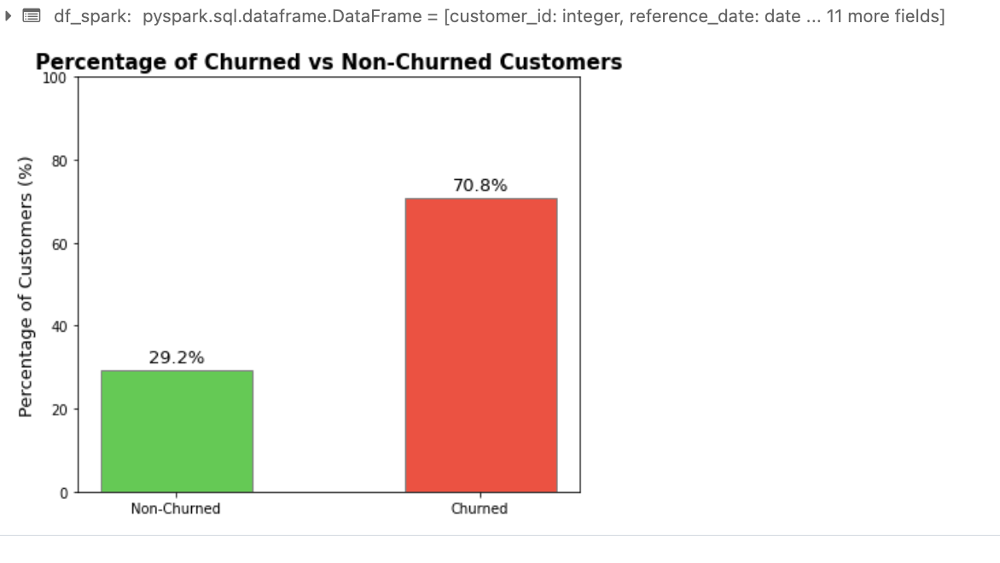 df_spark: pyspark.sql.dataframe.DataFrame = [customer_id: integer, reference_date: date ... 11 more fields]
Percentage of Churned vs Non-Churned Customers
100
80
60
40
20
0
Percentage of Customers (%)
29.2%
70.8%
Non-Churned
Churned